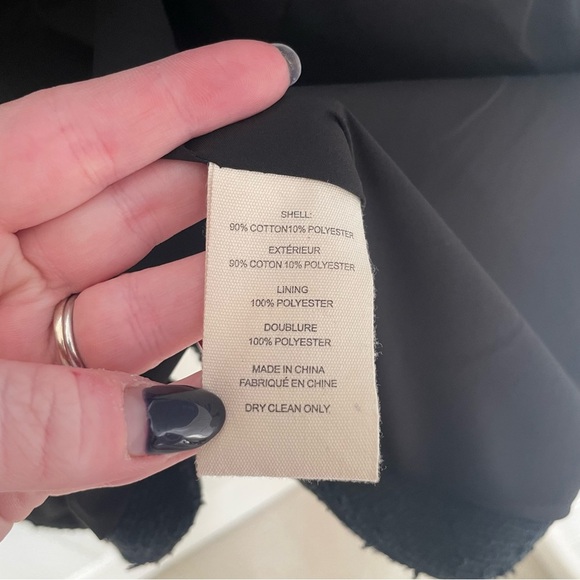 SHELL:
90% COTTON10% POLYESTER
EXTÉRIEUR
90% COTON 10% POLYESTER
LINING
100% POLYESTER
DOUBLURE
100% POLYESTER
MADE IN CHINA
FABRIQUÉ EN CHINE
DRY CLEAN ONLY